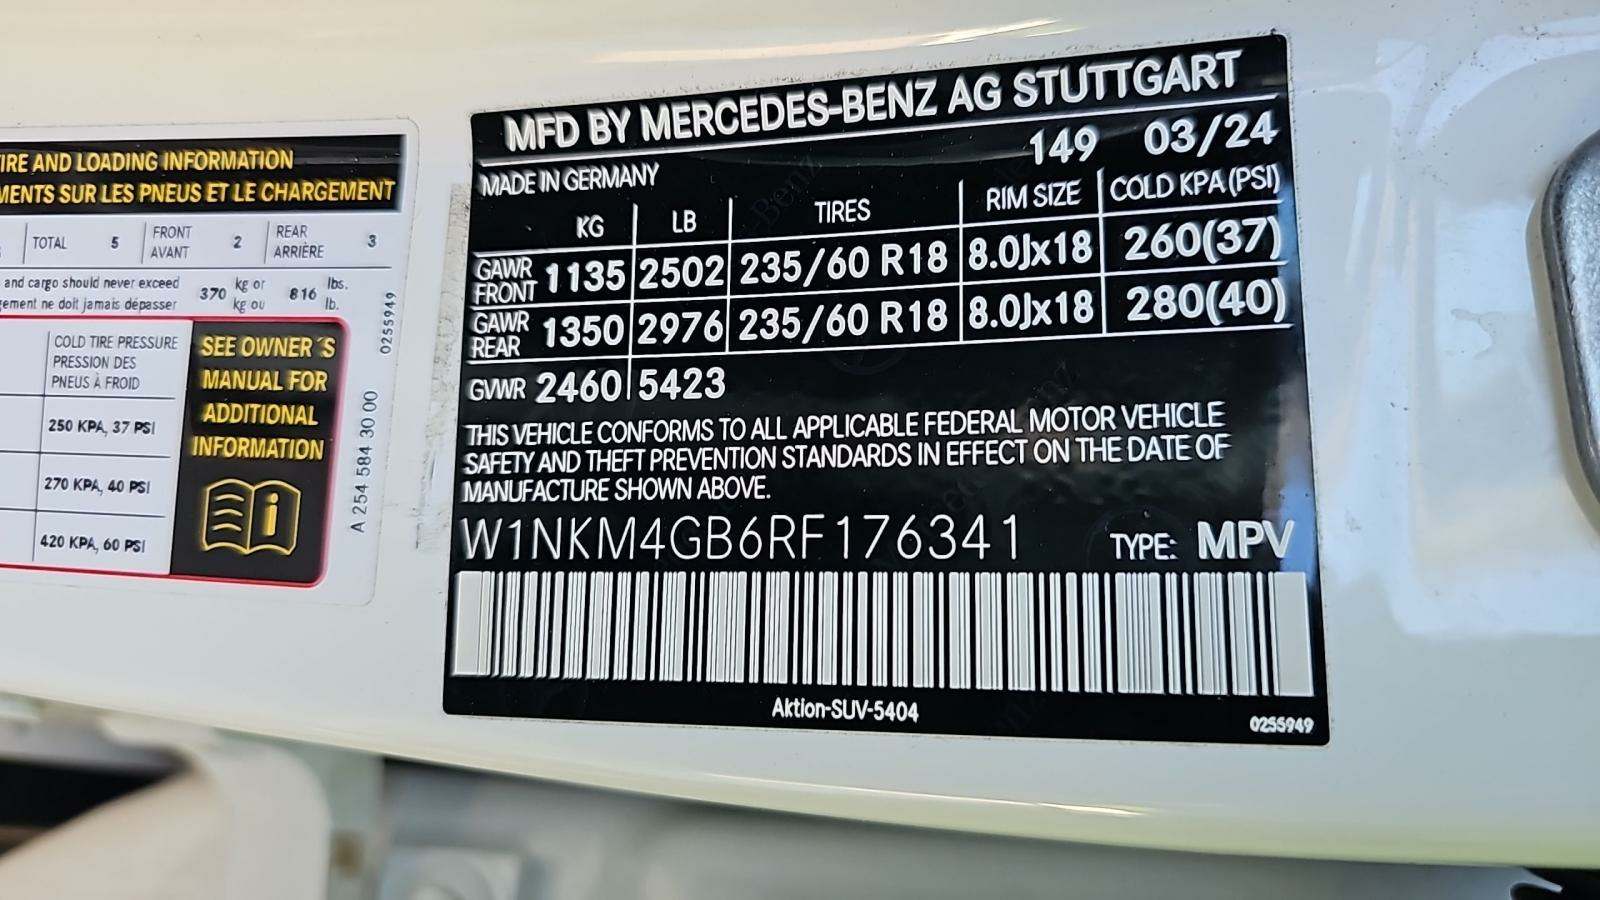 IRE AND LOADING INFORMATION
MENTS SUR LES PNEUS ET LE CHARGEMENT
TOTAL 5 FRONT AVANT 2 REAR ARRIÈRE 3
and cargo should never exceed
gement ne doit jamais dépasser
370 kg or kg ou 816 lbs. lb.
COLD TIRE PRESSURE
PRESSION DES
PNEUS À FROID
250 KPA, 37 PSI
270 KPA, 40 PSI
420 KPA, 60 PSI
SEE OWNER´S
MANUAL FOR
ADDITIONAL
INFORMATION
0255949
A 254 584 30 00
MFD BY MERCEDES-BENZ AG STUTTGART
149 03/24
MADE IN GERMANY
KG LB TIRES RIM SIZE COLD KPA (PSI)
GAWR FRONT 1135 2502 235/60 R18 8.0Jx18 260(37)
GAWR REAR 1350 2976 235/60 R18 8.0Jx18 280(40)
GVWR 2460 5423
THIS VEHICLE CONFORMS TO ALL APPLICABLE FEDERAL MOTOR VEHICLE
SAFETY AND THEFT PREVENTION STANDARDS IN EFFECT ON THE DATE OF
MANUFACTURE SHOWN ABOVE.
W1NKM4GB6RF176341 TYPE: MPV
Aktion-SUV-5404
0255949